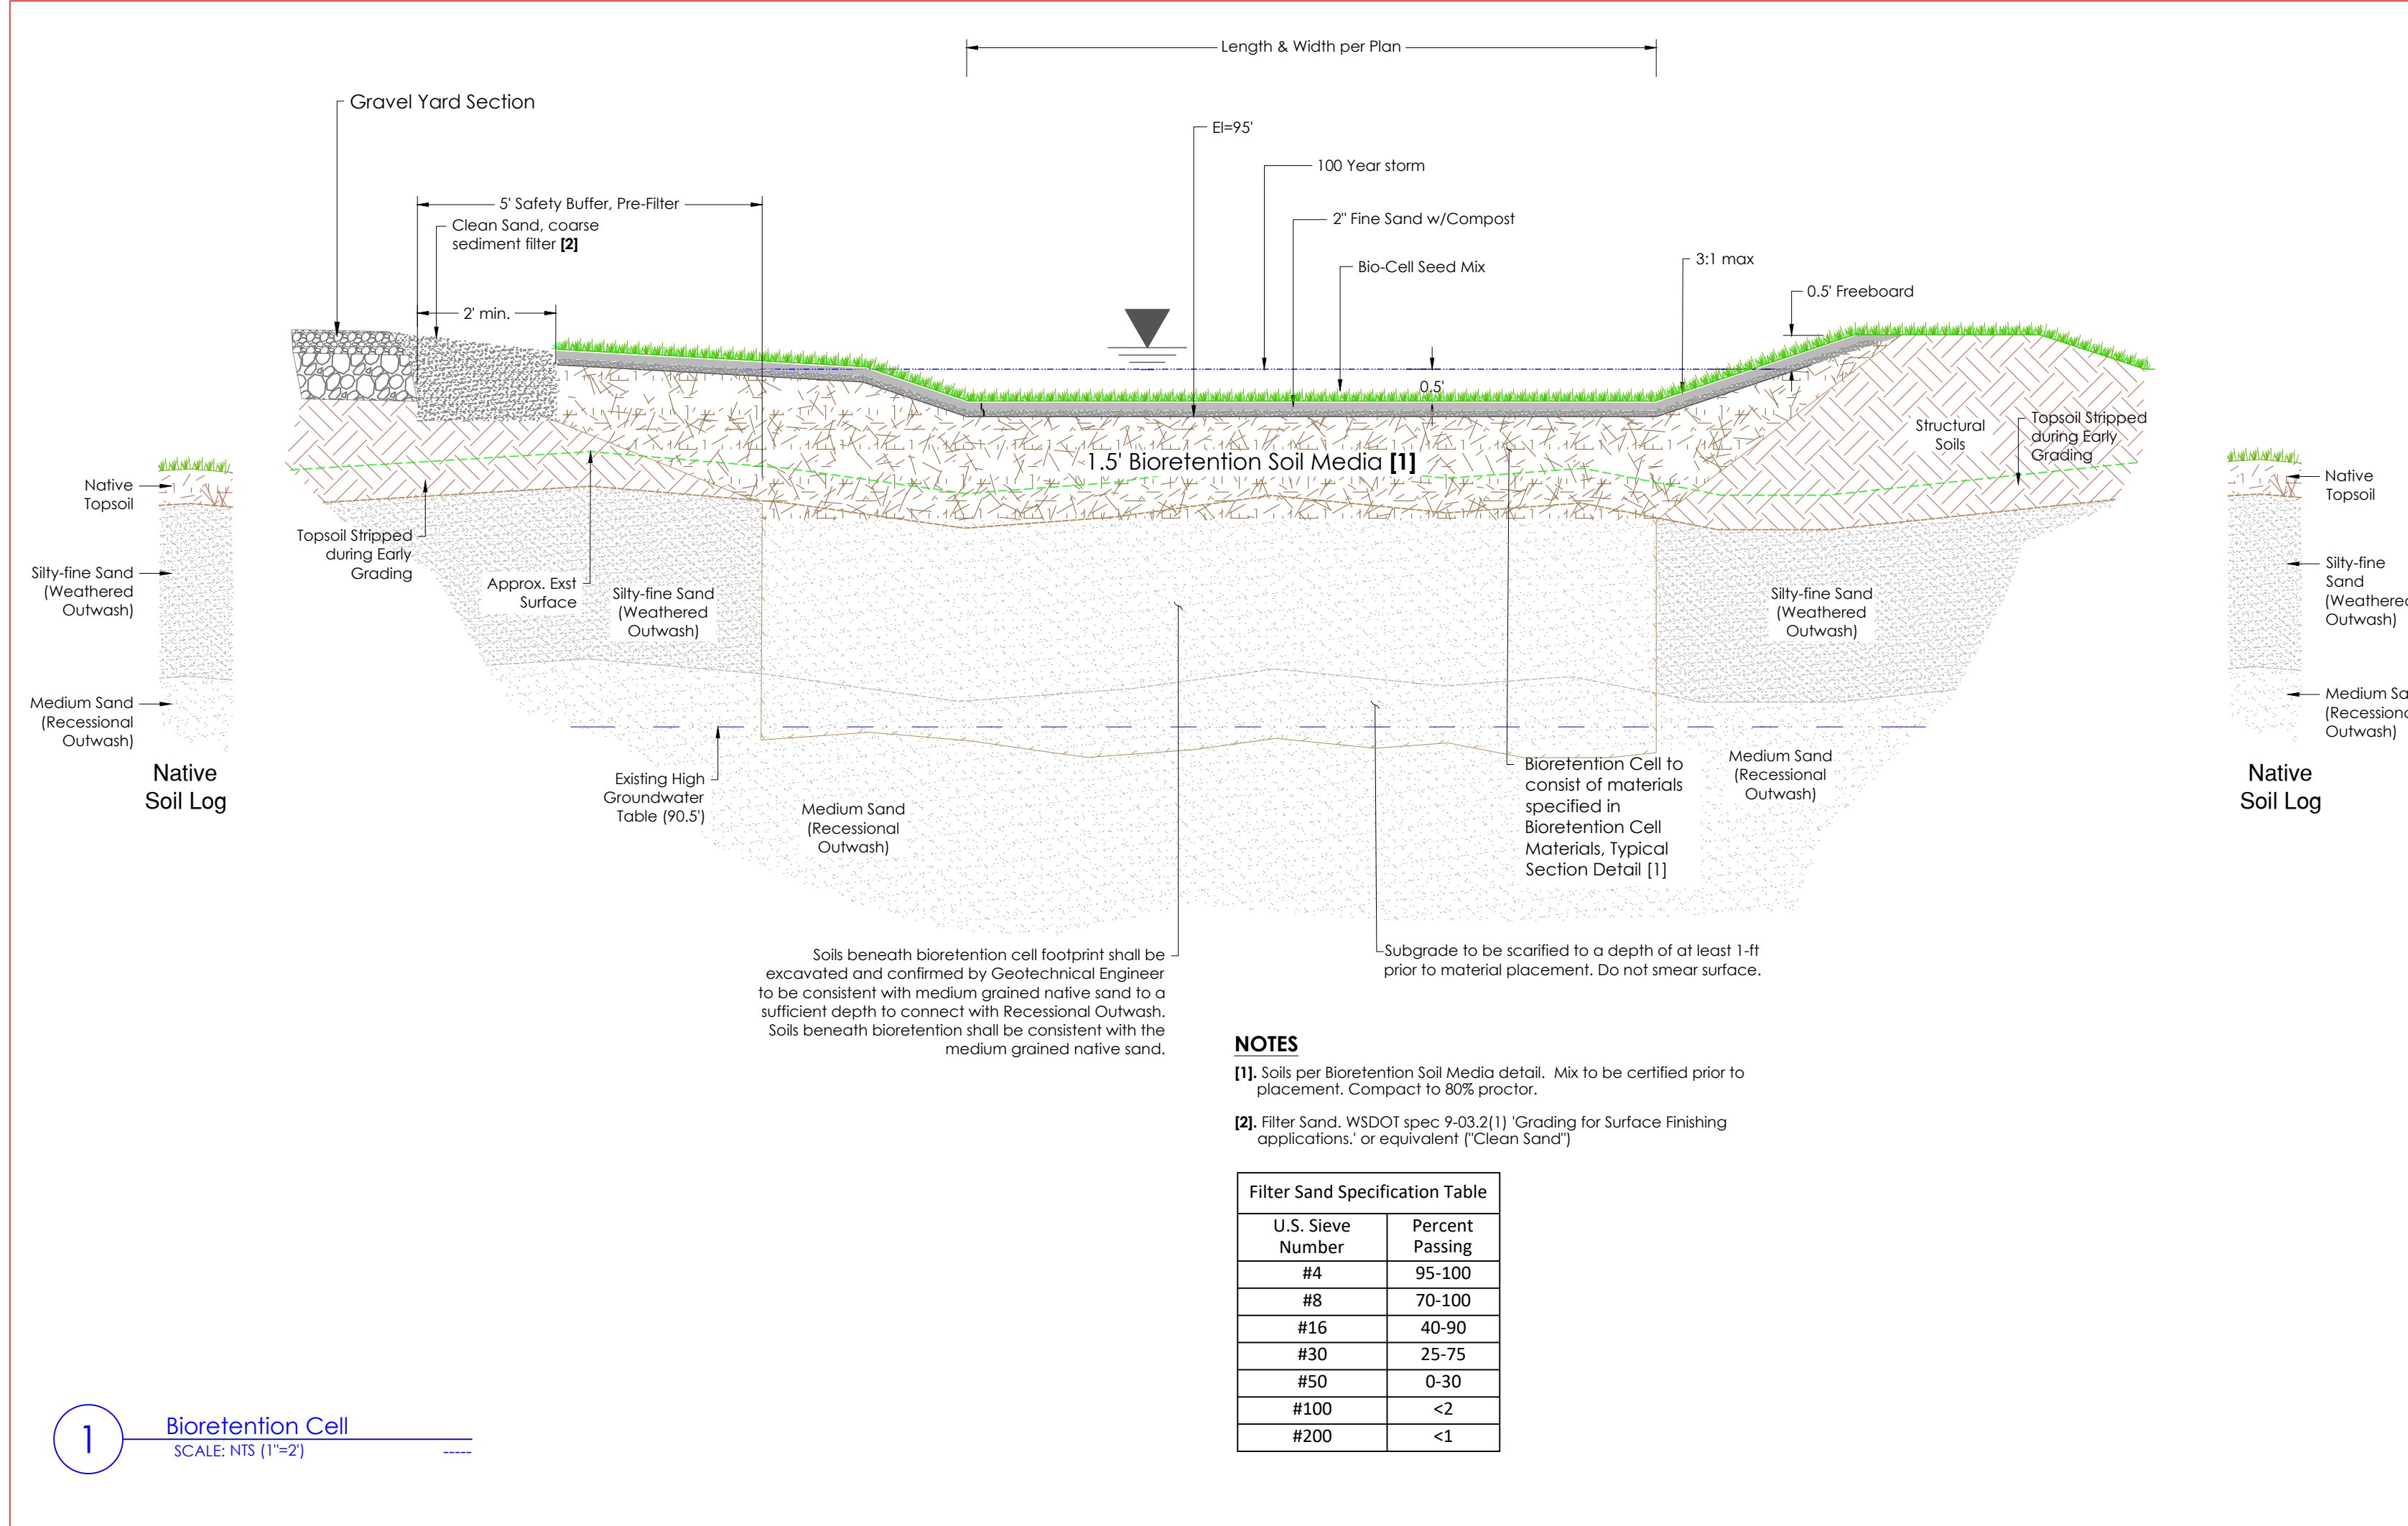 Length & Width per Plan
Gravel Yard Section
El=95'
100 Year storm
5' Safety Buffer, Pre-Filter
Clean Sand, coarse
sediment filter [2]
2" Fine Sand w/Compost
Bio-Cell Seed Mix
3:1 max
0.5' Freeboard
2' min.
0.5'
Structural
Soils
Topsoil Stripped
during Early
Grading
1.5' Bioretention Soil Media [1]
Native
Topsoil
Silty-fine Sand
(Weathered
Outwash)
Medium Sand
(Recessional
Outwash)
Native
Soil Log
Topsoil Stripped
during Early
Grading
Approx. Exst
Surface
Silty-fine Sand
(Weathered
Outwash)
Silty-fine Sand
(Weathered
Outwash)
Native
Topsoil
Silty-fine
Sand
(Weathered
Outwash)
Medium Sa
(Recessiona
Outwash)
Native
Soil Log
Existing High
Groundwater
Table (90.5')
Medium Sand
(Recessional
Outwash)
Bioretention Cell to
consist of materials
specified in
Bioretention Cell
Materials, Typical
Section Detail [1]
Medium Sand
(Recessional
Outwash)
Soils beneath bioretention cell footprint shall be
excavated and confirmed by Geotechnical Engineer
to be consistent with medium grained native sand to a
sufficient depth to connect with Recessional Outwash.
Soils beneath bioretention shall be consistent with the
medium grained native sand.
Subgrade to be scarified to a depth of at least 1-ft
prior to material placement. Do not smear surface.
NOTES
[1]. Soils per Bioretention Soil Media detail. Mix to be certified prior to
placement. Compact to 80% proctor.
[2]. Filter Sand. WSDOT spec 9-03.2(1) 'Grading for Surface Finishing
applications.' or equivalent ("Clean Sand")
Filter Sand Specification Table
U.S. Sieve Number Percent Passing
#4 95-100
#8 70-100
#16 40-90
#30 25-75
#50 0-30
#100 <2
#200 <1
1
Bioretention Cell
SCALE: NTS (1"=2')
-----